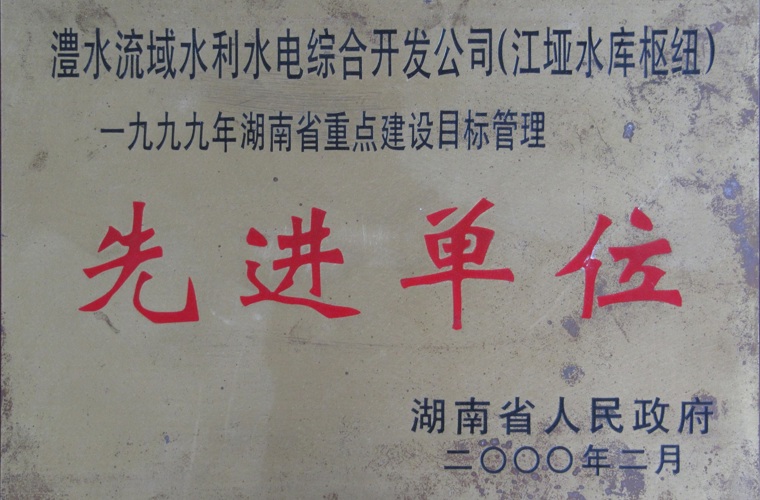 澧水流域水利水电综合开发公司(江垭水库枢纽)
一九九九年湖南省重点建设目标管理
先进单位
湖南省人民政府
二〇〇〇年二月